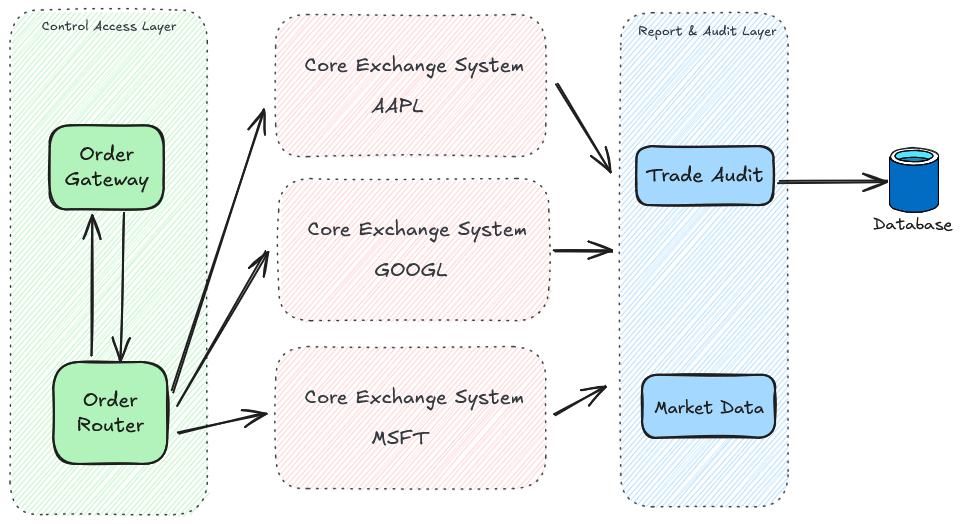 Control Access Layer
Order
Gateway
Order
Router
Core Exchange System
AAPL
Core Exchange System
GOOGL
Core Exchange System
MSFT
Report & Audit Layer
Trade Audit
Market Data
Database